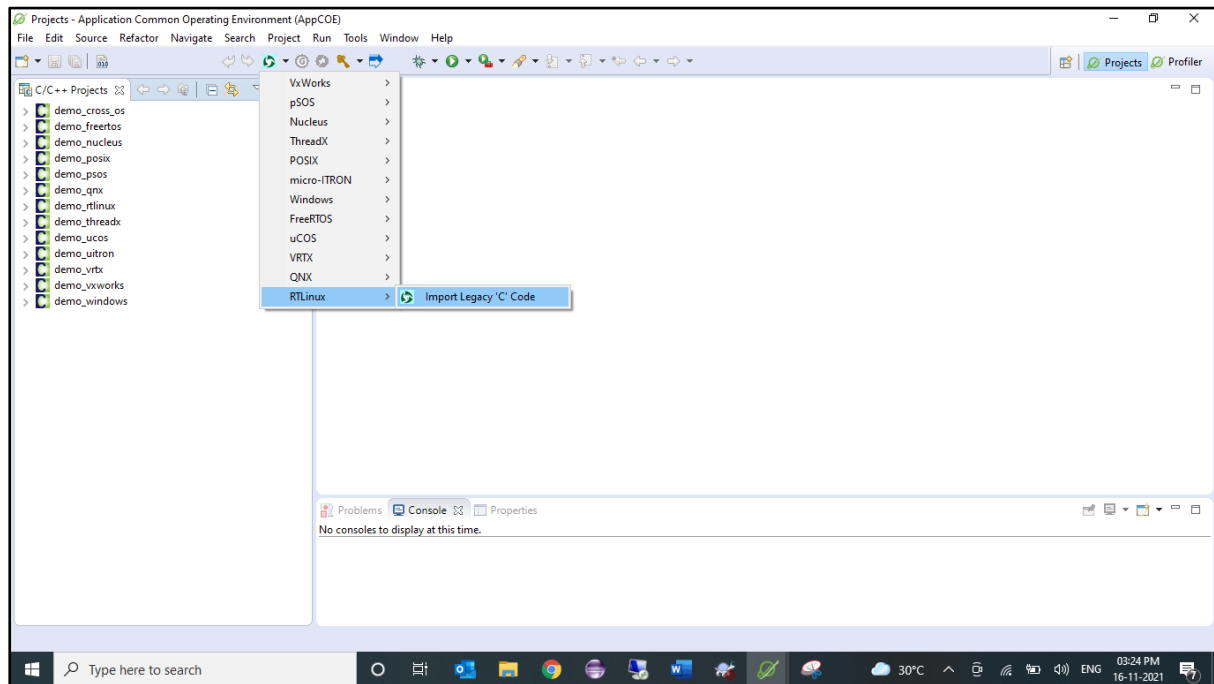 Projects - Application Common Operating Environment (AppCOE)
File Edit Source Refactor Navigate Search Project Run Tools Window Help
Projects Profiler
C/C++ Projects
demo_cross_os
demo_freertos
demo_nucleus
demo_posix
demo_psos
demo_qnx
demo_rtlinux
demo_threadx
demo_ucos
demo_uitron
demo_vrtx
demo_vxworks
demo_windows
VxWorks
pSOS
Nucleus
ThreadX
POSIX
micro-ITRON
Windows
FreeRTOS
uCOS
VRTX
QNX
RTLinux
Import Legacy 'C' Code
Problems Console Properties
No consoles to display at this time.
Type here to search
30°C ENG
03:24 PM
16-11-2021
7